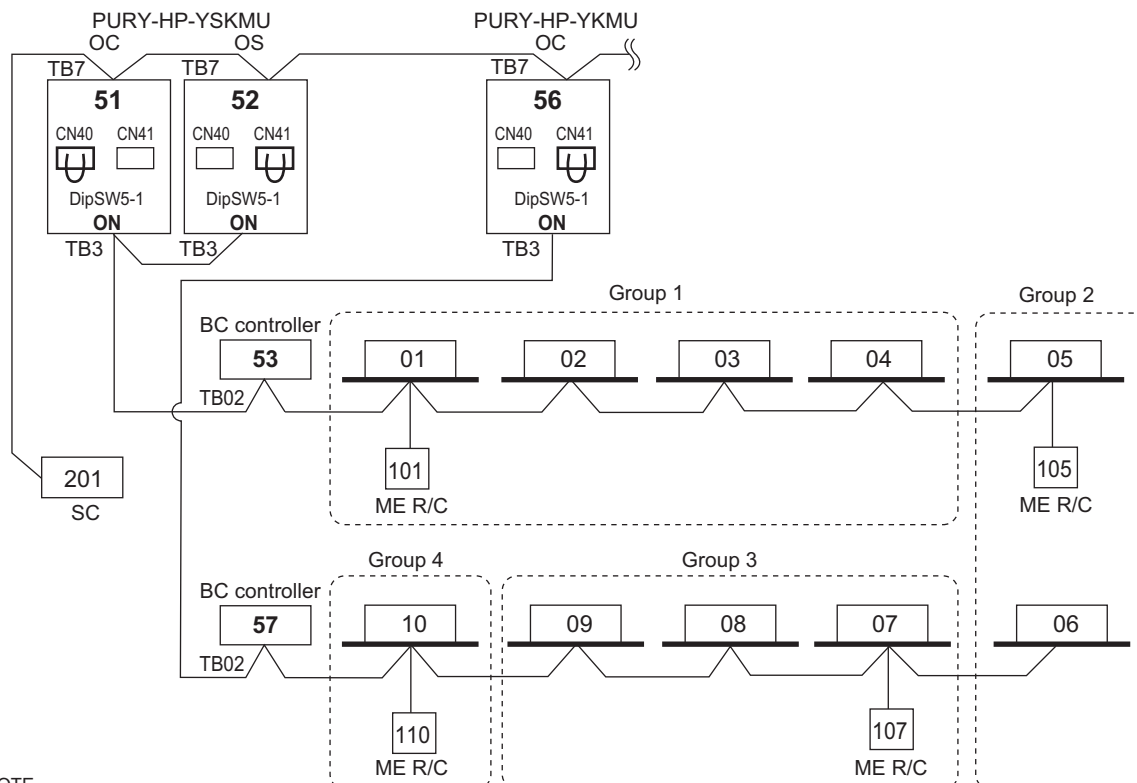 PURY-HP-YSKMU
PURY-HP-YKMU
OC
OS
OC
TB7
TB7
TB7
51
52
56
CN40
CN41
CN40
CN41
CN40
CN41
DipSW5-1
DipSW5-1
DipSW5-1
ON
ON
ON
TB3
TB3
TB3
Group 1
Group 2
BC controller
53
01
02
03
04
05
TB02
101
105
ME R/C
ME R/C
201
SC
Group 4
Group 3
BC controller
57
10
09
08
07
06
TB02
110
107
ME R/C
ME R/C